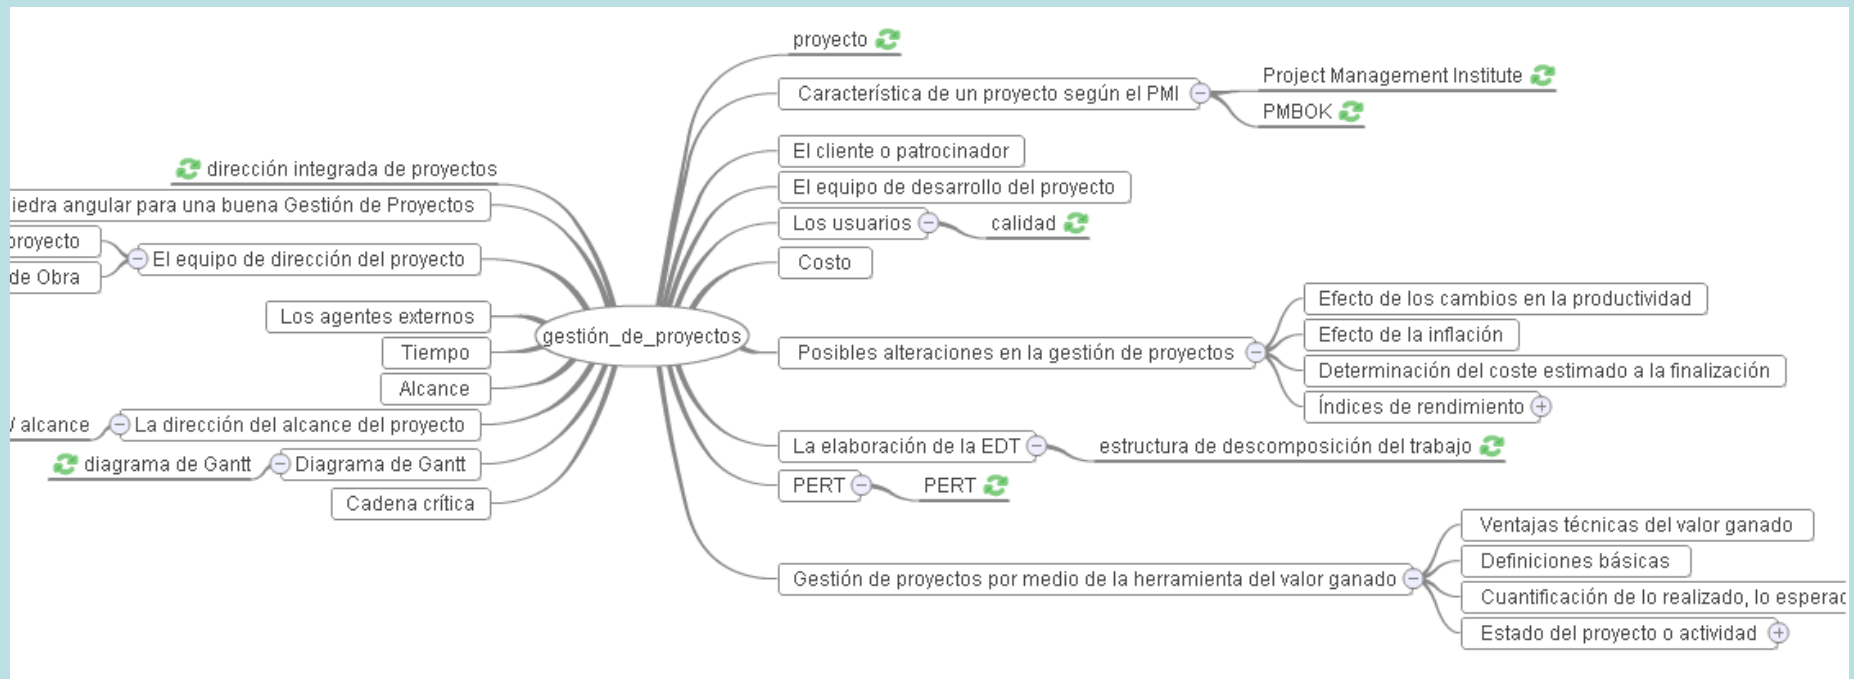 proyecto
Característica de un proyecto según el PMI
Project Management Institute
PMBOK
El cliente o patrocinador
El equipo de desarrollo del proyecto
Los usuarios
calidad
Costo
Posibles alteraciones en la gestión de proyectos
Efecto de los cambios en la productividad
Efecto de la inflación
Determinación del coste estimado a la finalización
Índices de rendimiento
La elaboración de la EDT
estructura de descomposición del trabajo
PERT
PERT
Gestión de proyectos por medio de la herramienta del valor ganado
Ventajas técnicas del valor ganado
Definiciones básicas
Cuantificación de lo realizado, lo
Estado del proyecto o actividad
gestión_de_proyectos
dirección integrada de proyectos
angular para una buena Gestión de Proyectos
El equipo de dirección del proyecto
proyecto
de Obra
Los agentes externos
Tiempo
Alcance
La dirección del alcance del proyecto
alcance
Diagrama de Gantt
diagrama de Gantt
Cadena crítica